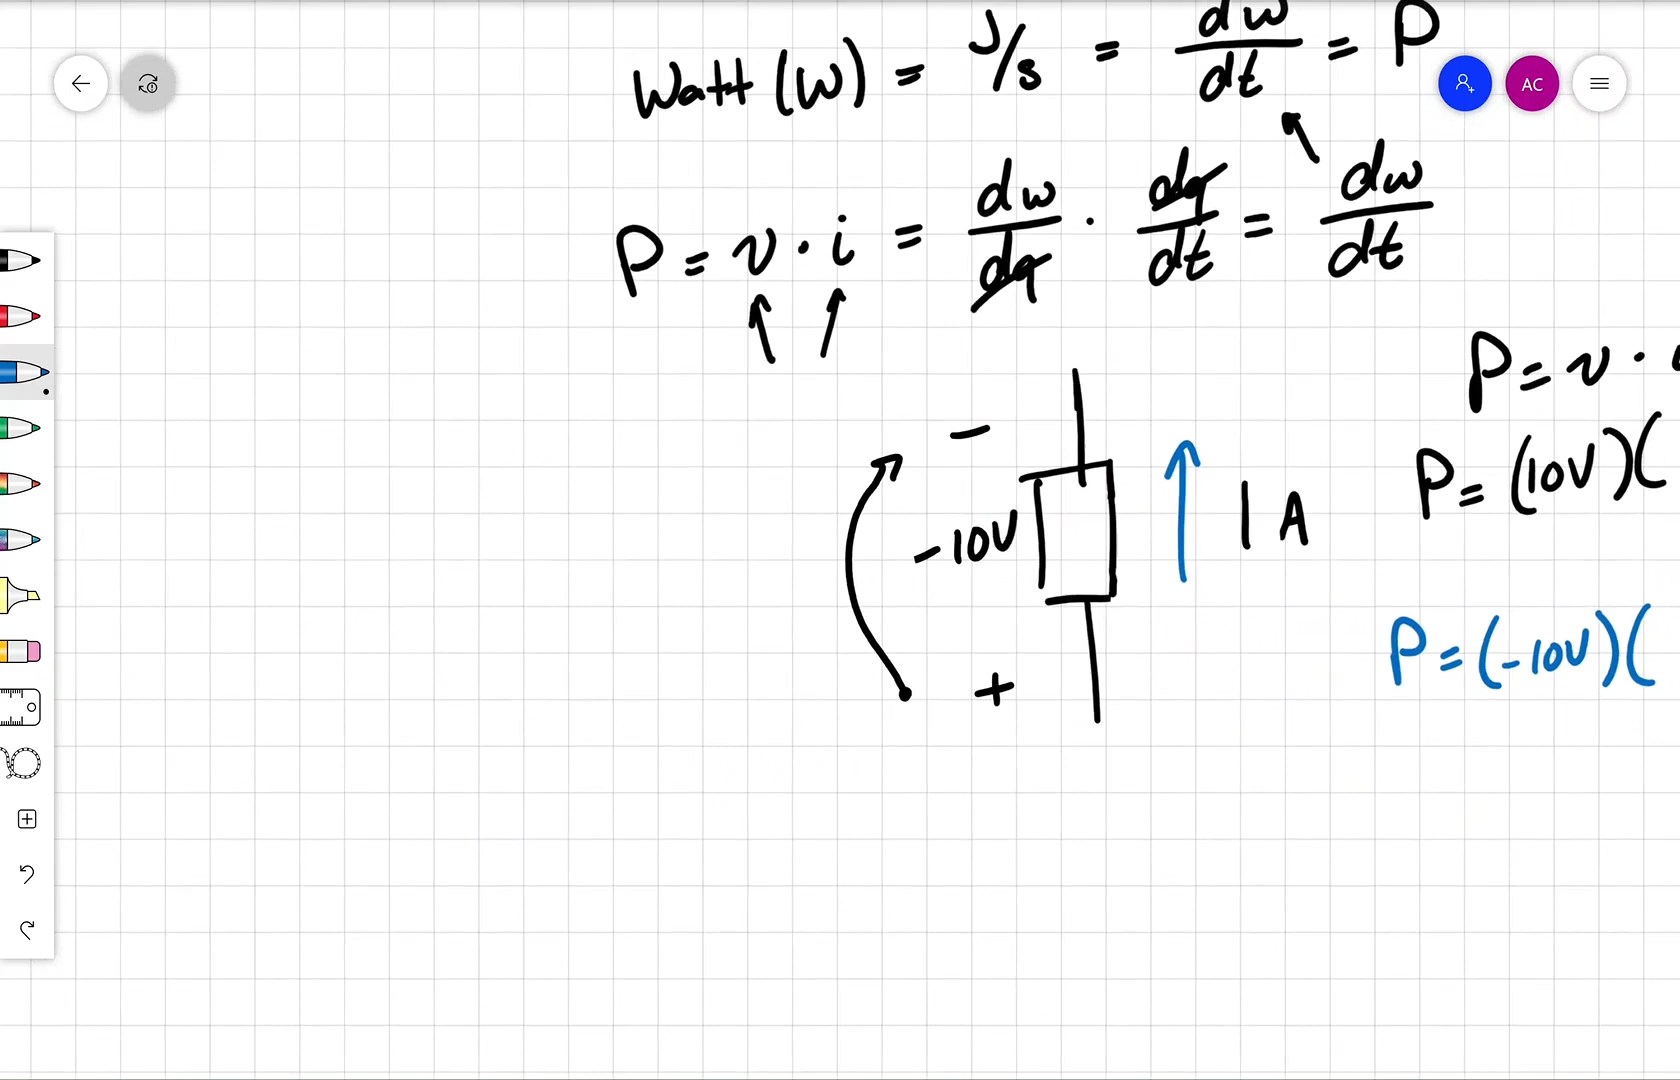 Watt (W) = J/s = dw/dt = P
AC
P = v · i = dw/dq · dq/dt = dw/dt
P = v ·
−
-10V
1 A
P = (10V)(
P = (-10V)(
+